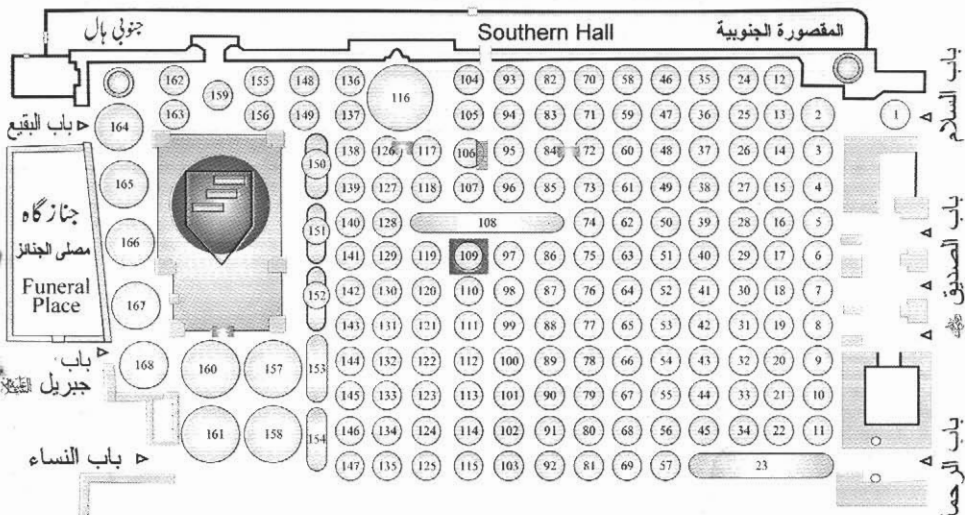 جنوبی ہال Southern Hall المقصورة الجنوبية
162 155 148 136 104 93 82 70 58 46 35 24 12
159 116
163 156 149 137 105 94 83 71 59 47 36 25 13 2 1
باب السلام
164
باب البقيع
150 138 126 117 106 95 84 72 60 48 37 26 14 3
165 139 127 118 107 96 85 73 61 49 38 27 15 4
151 140 128 108 74 62 50 39 28 16 5
باب الصديق
جنازگاہ
مصلى الجنائز
Funeral
Place
166 141 129 119 109 97 86 75 63 51 40 29 17 6
167 152 142 130 120 110 98 87 76 64 52 41 30 18 7
143 131 121 111 99 88 77 65 53 42 31 19 8
باب
جبريل
168 160 157 153 144 132 122 112 100 89 78 66 54 43 32 20 9
145 133 123 113 101 90 79 67 55 44 33 21 10
161 158 154 146 134 124 114 102 91 80 68 56 45 34 22 11
باب النساء
147 135 125 115 103 92 81 69 57 23
باب